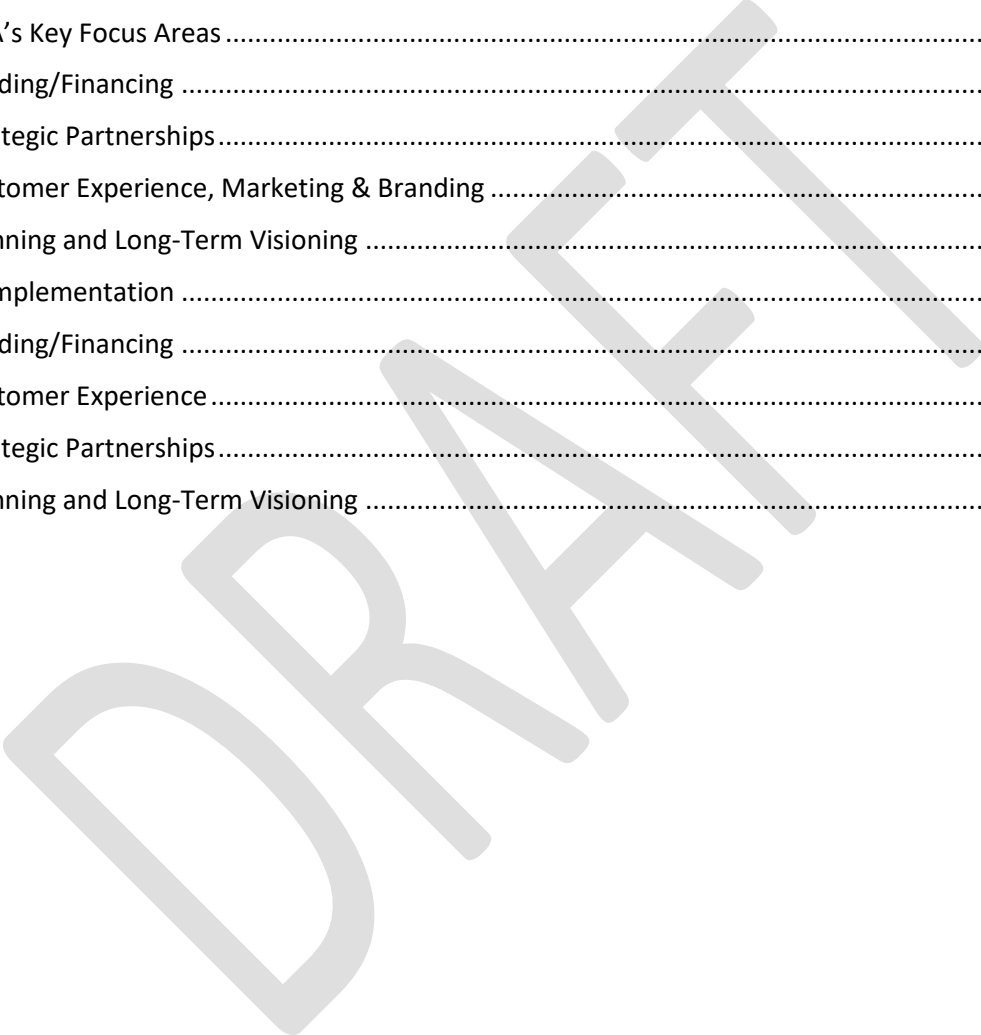 A's Key Focus Areas ........................................................................................................
ding/Financing ........................................................................................................
tegic Partnerships ........................................................................................................
tomer Experience, Marketing & Branding ........................................................................................................
nning and Long-Term Visioning ........................................................................................................
mplementation ........................................................................................................
ding/Financing ........................................................................................................
tomer Experience ........................................................................................................
tegic Partnerships ........................................................................................................
nning and Long-Term Visioning ........................................................................................................
DRAFT